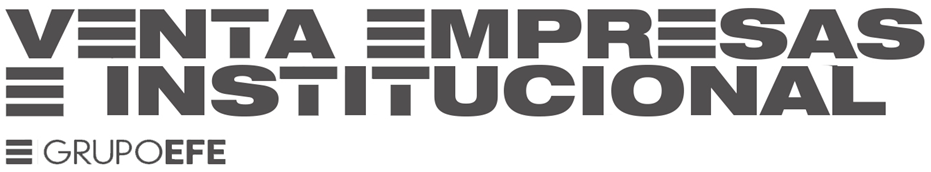 VENTA EMPRESAS
E INSTITUCIONAL
GRUPOEFE